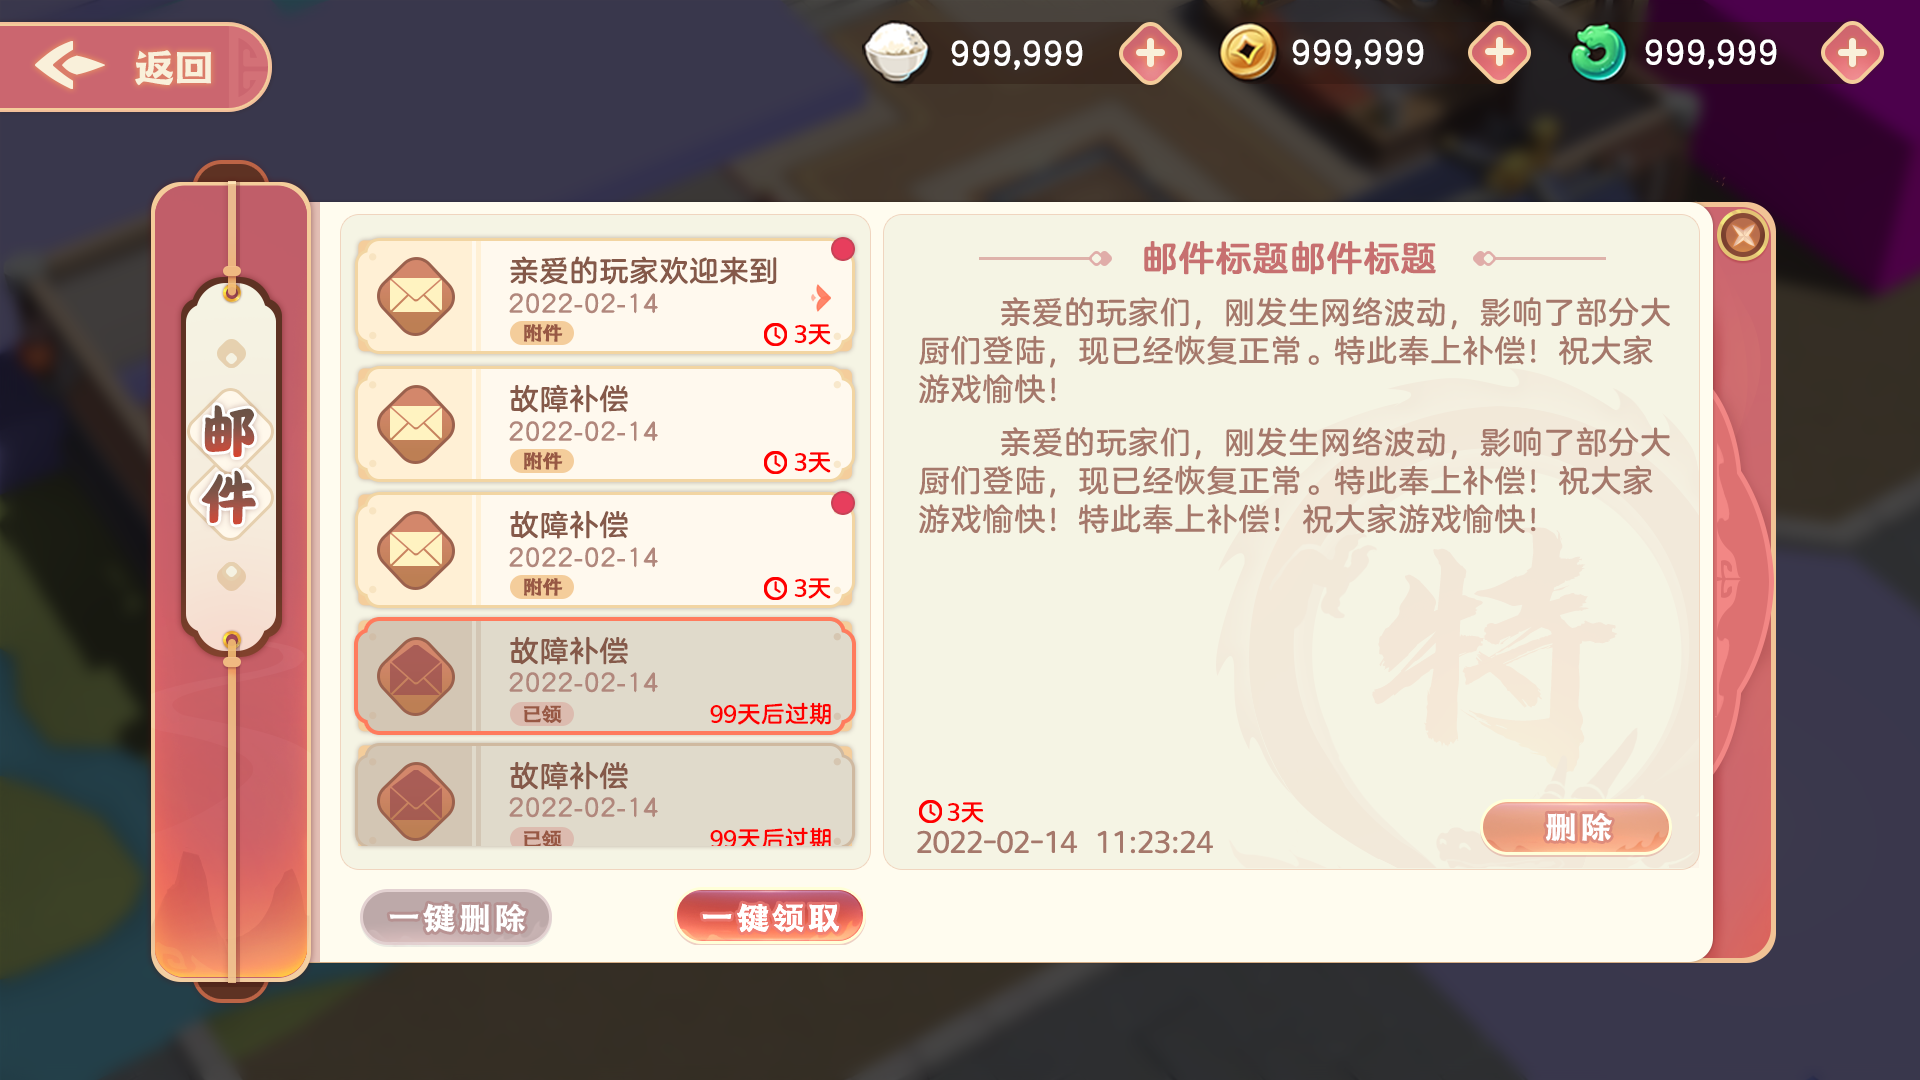 返回
999,999
999,999
999,999
邮件
亲爱的玩家欢迎来到
2022-02-14
附件
3天
故障补偿
2022-02-14
附件
3天
故障补偿
2022-02-14
附件
3天
故障补偿
2022-02-14
已领
99天后过期
故障补偿
2022-02-14
已领
99天后过期
一键删除
一键领取
邮件标题邮件标题
亲爱的玩家们，刚发生网络波动，影响了部分大
厨们登陆，现已经恢复正常。特此奉上补偿！祝大家
游戏愉快！
亲爱的玩家们，刚发生网络波动，影响了部分大
厨们登陆，现已经恢复正常。特此奉上补偿！祝大家
游戏愉快！特此奉上补偿！祝大家游戏愉快！
特
3天
2022-02-14 11:23:24
删除